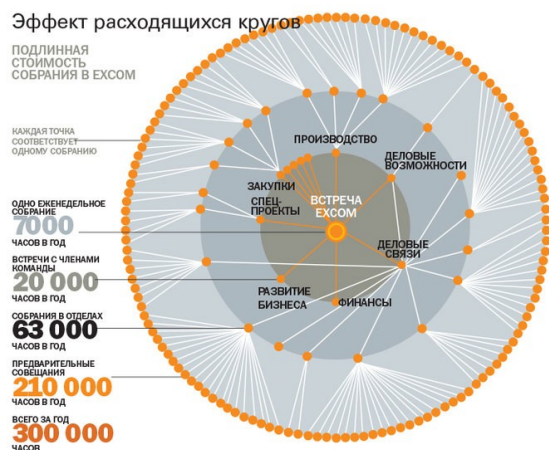 Эффект расходящихся кругов
ПОДЛИННАЯ
СТОИМОСТЬ
СОБРАНИЯ В EXCOM
КАЖДАЯ ТОЧКА
СООТВЕТСТВУЕТ
ОДНОМУ СОБРАНИЮ
ОДНО ЕЖЕНЕДЕЛЬНОЕ
СОБРАНИЕ
7000
ЧАСОВ В ГОД
ВСТРЕЧИ С ЧЛЕНАМИ
КОМАНДЫ
20 000
ЧАСОВ В ГОД
СОБРАНИЯ В ОТДЕЛАХ
63 000
ЧАСОВ В ГОД
ПРЕДВАРИТЕЛЬНЫЕ
СОВЕЩАНИЯ
210 000
ЧАСОВ В ГОД
ВСЕГО ЗА ГОД
300 000
ЧАСОВ
ПРОИЗВОДСТВО
ДЕЛОВЫЕ
ВОЗМОЖНОСТИ
ЗАКУПКИ
СПЕЦ-
ПРОЕКТЫ
ВСТРЕЧА
EXCOM
ДЕЛОВЫЕ
СВЯЗИ
РАЗВИТИЕ
БИЗНЕСА
ФИНАНСЫ